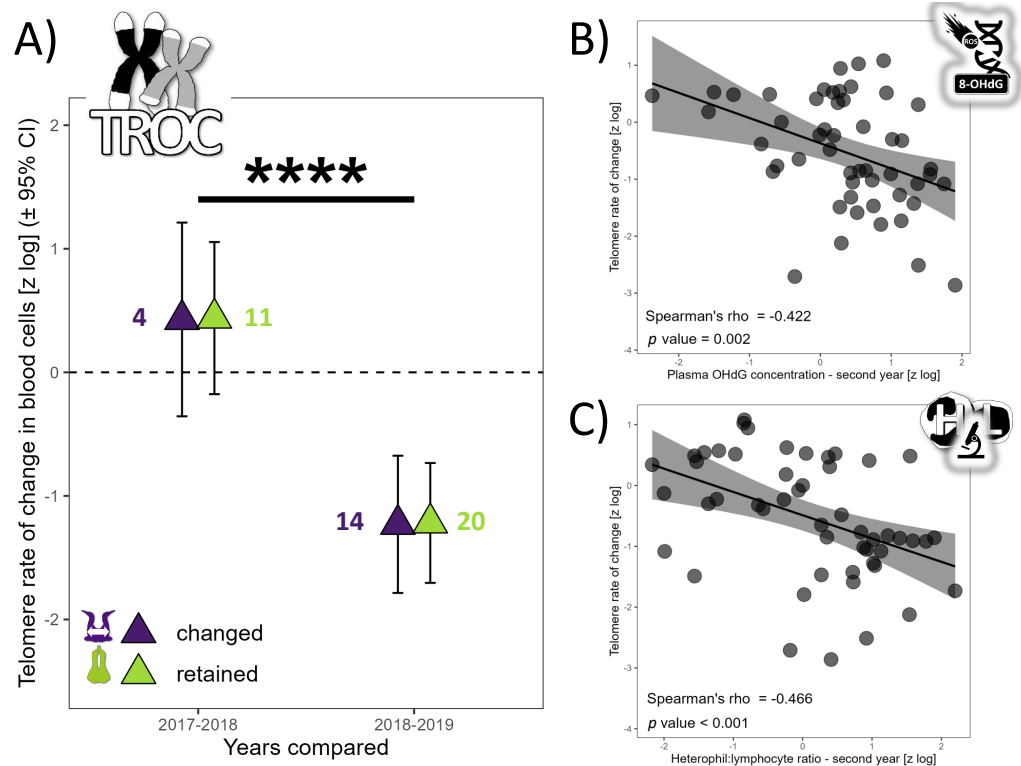 A)
TROC
Telomere rate of change in blood cells [z log] (± 95% CI)
2
1
0
-1
-2
****
4
11
14
20
changed
retained
2017-2018
2018-2019
Years compared
B)
ROS
8-OHdG
Telomere rate of change [z log]
1
0
-1
-2
-3
-4
Spearman's rho = -0.422
p value = 0.002
-2
-1
0
1
2
Plasma OHdG concentration - second year [z log]
C)
H L
Telomere rate of change [z log]
1
0
-1
-2
-3
-4
Spearman's rho = -0.466
p value < 0.001
-2
-1
0
1
2
Heterophil:lymphocyte ratio - second year [z log]